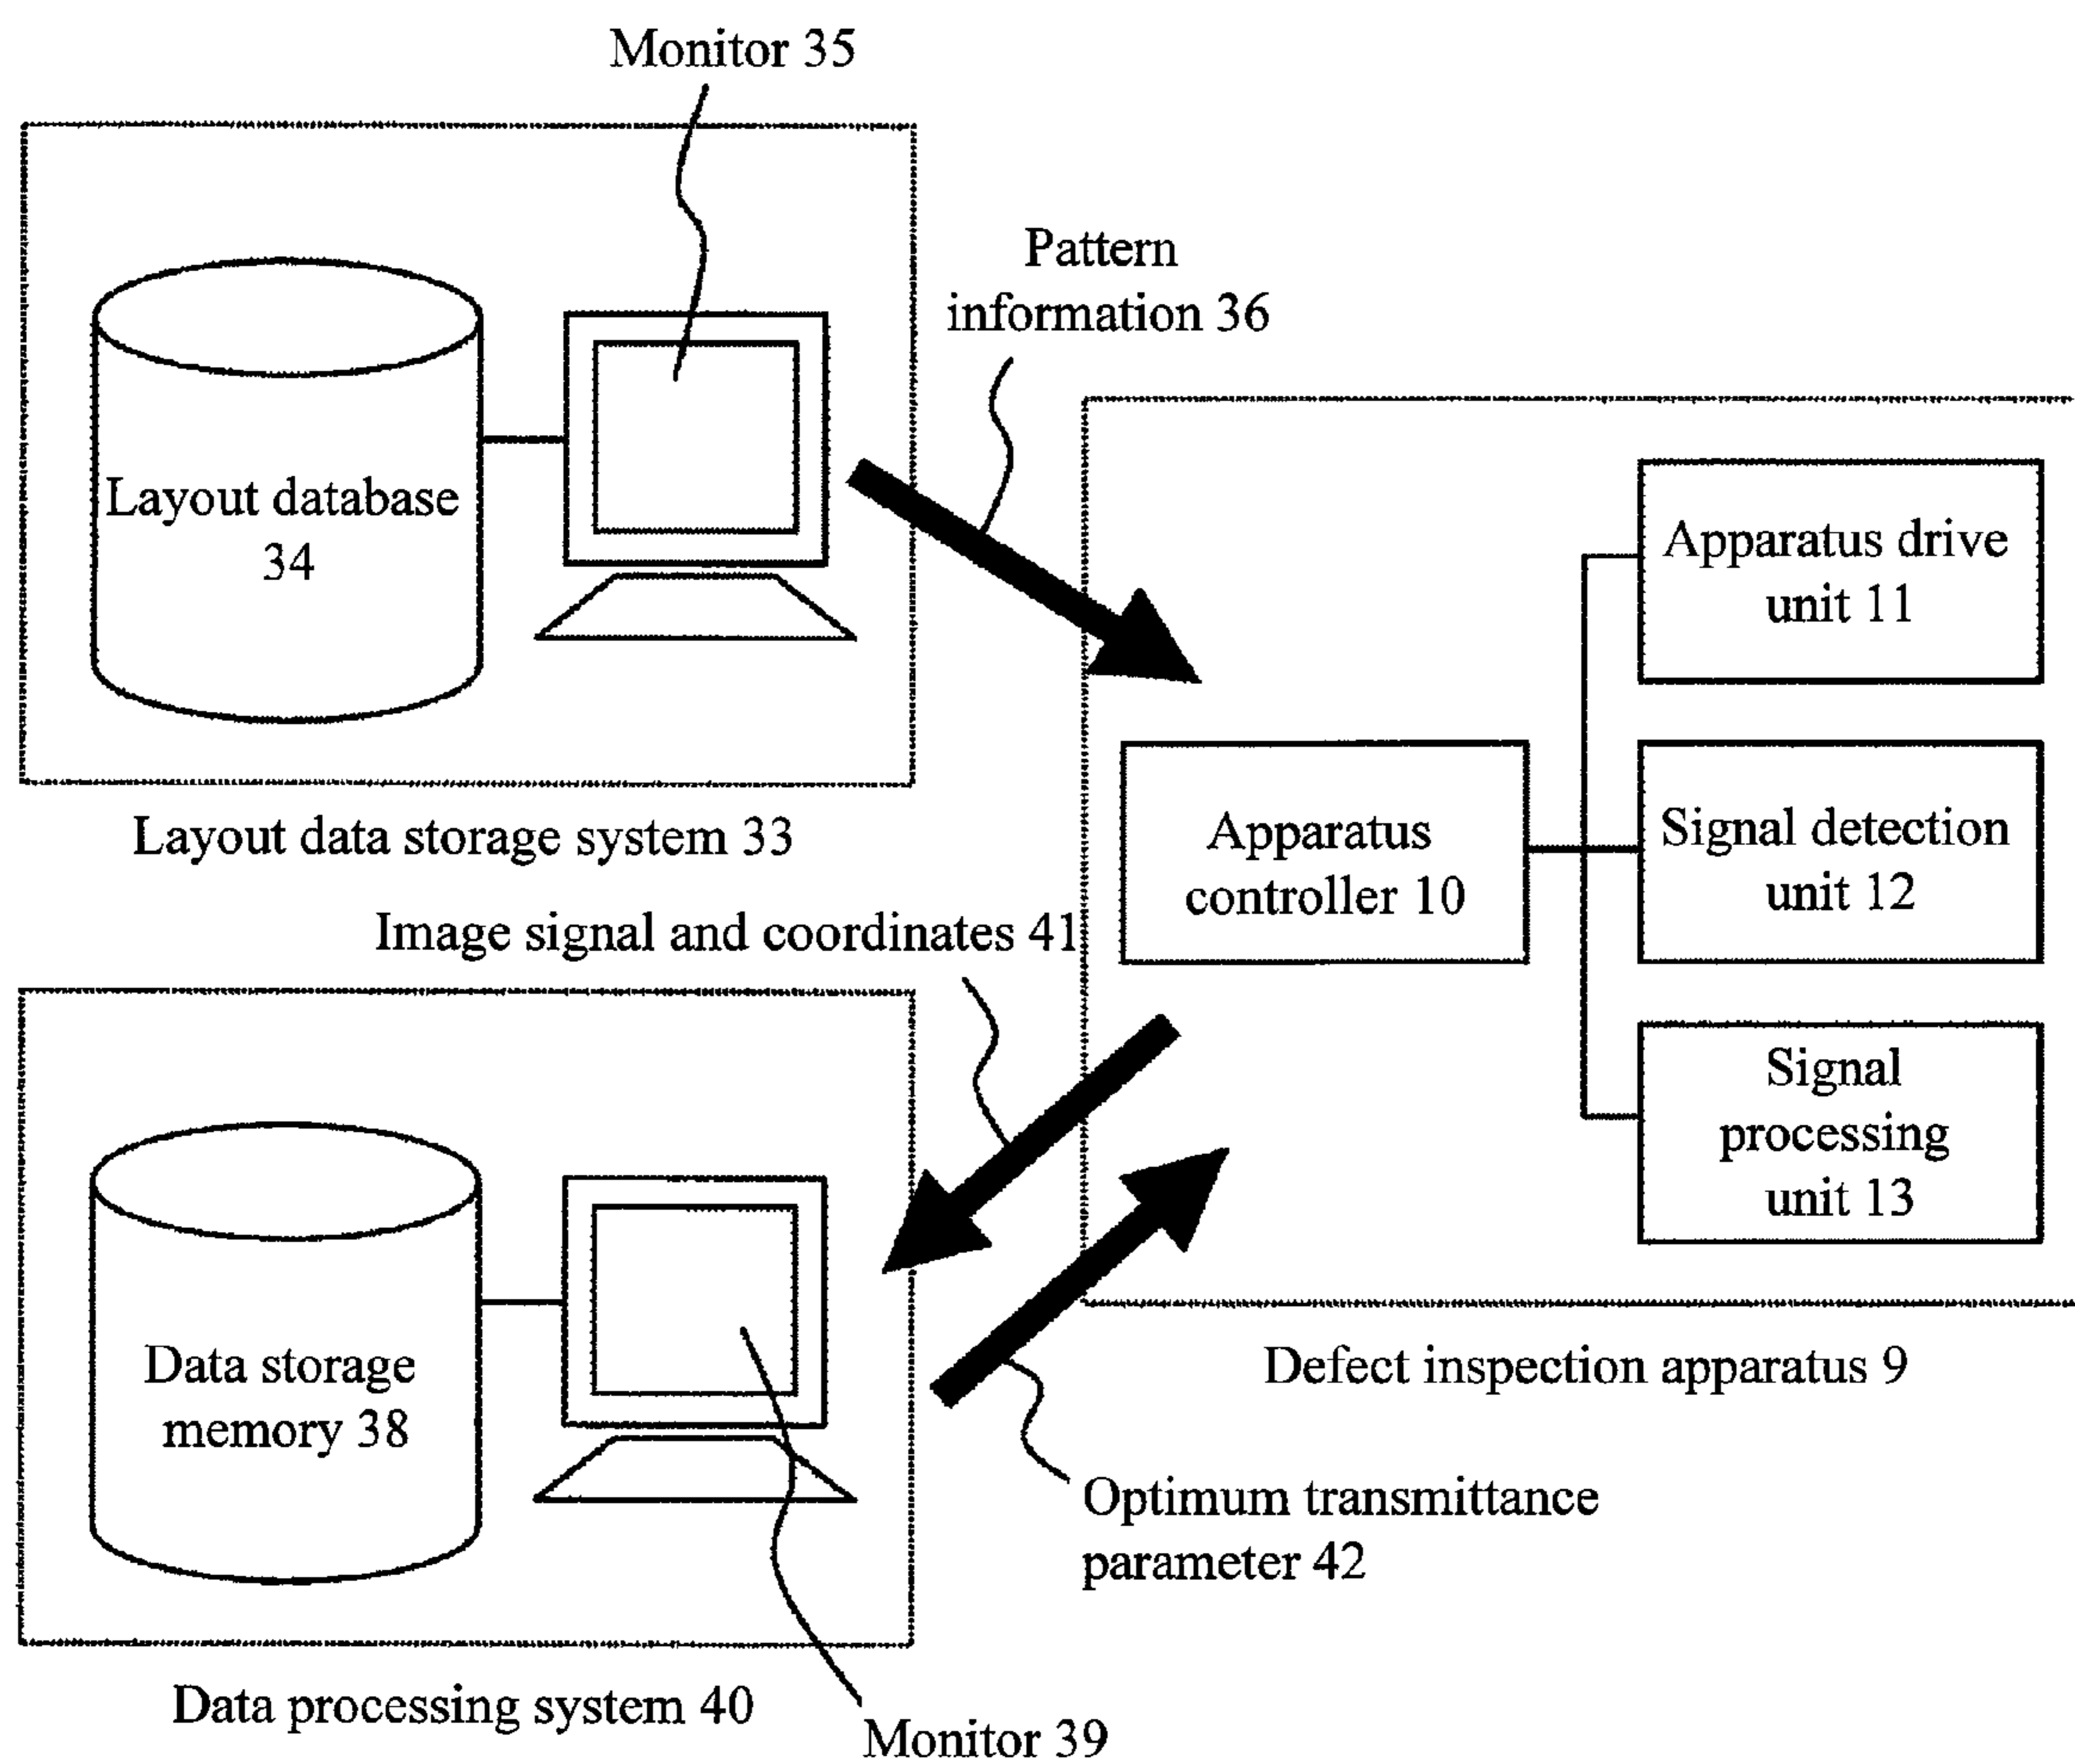 Monitor 35
Pattern
information 36
Layout database
34
Apparatus drive
unit 11
Layout data storage system 33
Apparatus
controller 10
Signal detection
unit 12
Image signal and coordinates 41
Signal
processing
unit 13
Data storage
memory 38
Defect inspection apparatus 9
Optimum transmittance
parameter 42
Data processing system 40
Monitor 39